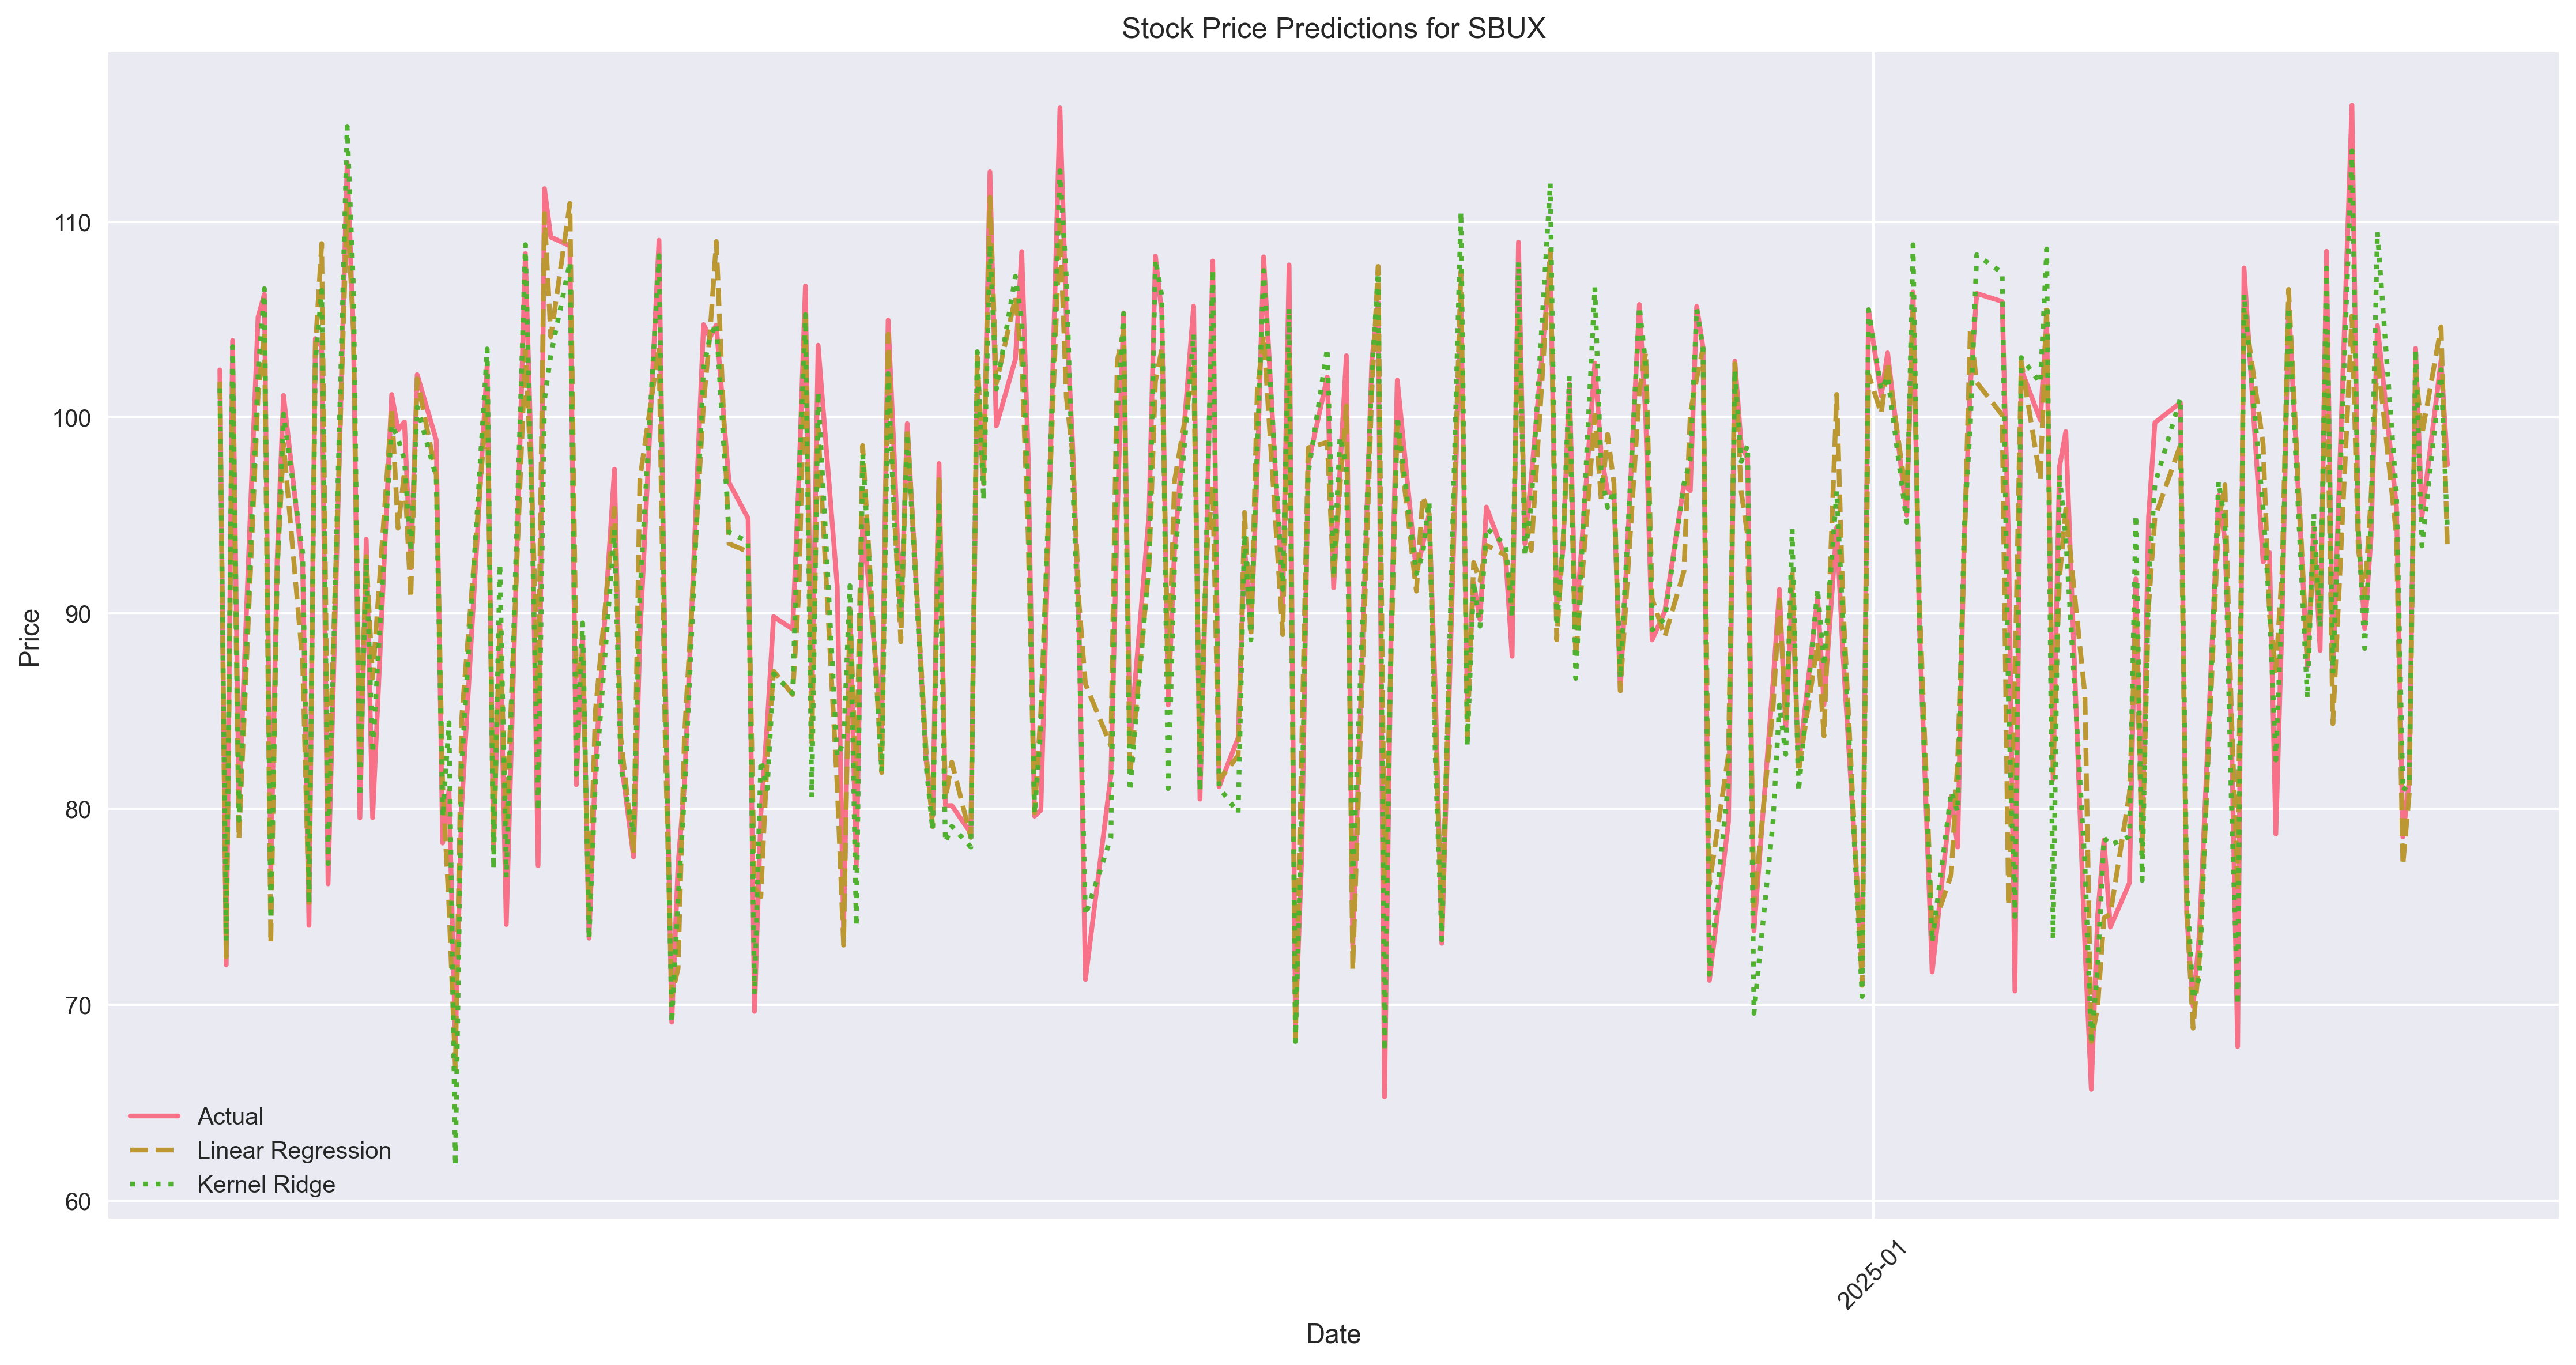 Stock Price Predictions for SBUX
Price
110
100
90
80
70
60
Actual
Linear Regression
Kernel Ridge
2025-01
Date